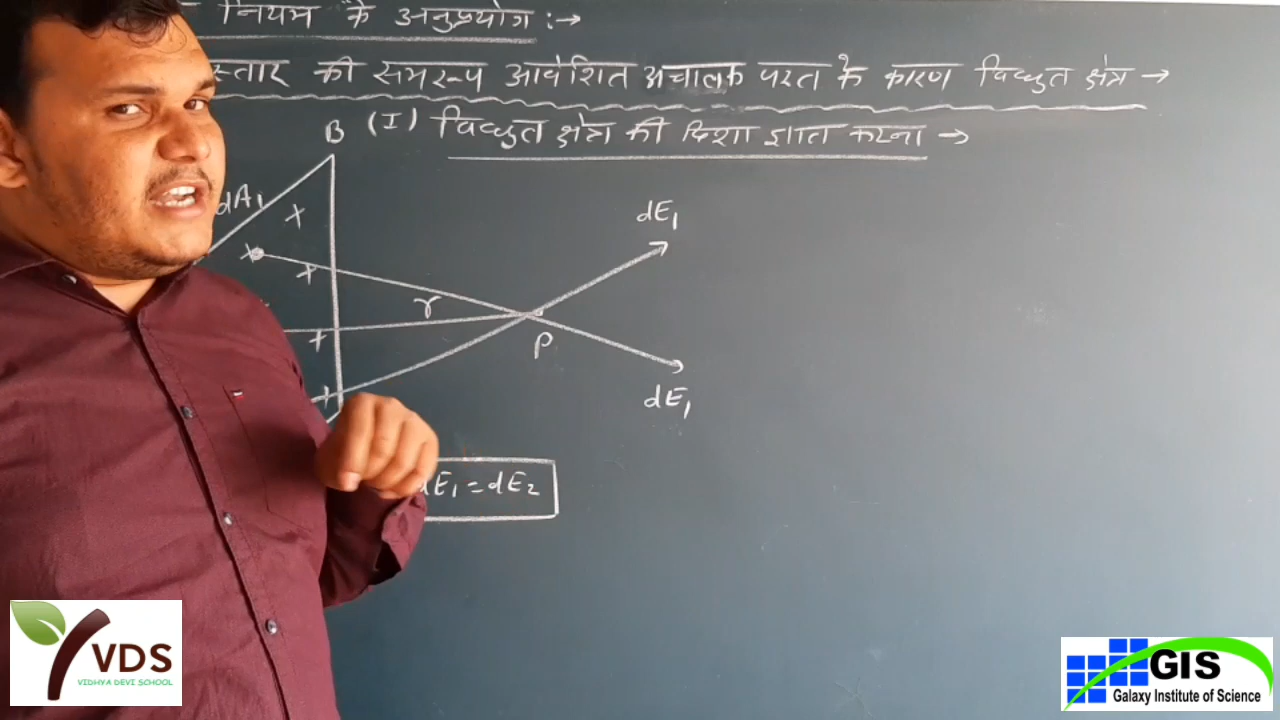 नियम के अनुप्रयोग :→
स्तार की समरूप आवेशित अचालक परत के कारण विद्युत क्षेत्र →
(I) विद्युत क्षेत्र की दिशा ज्ञात करना →
B
dA₁
dE₁
r
P
dE₁
dE₁ = dE₂
VDS
VIDHYA DEVI SCHOOL
GIS
Galaxy Institute of Science